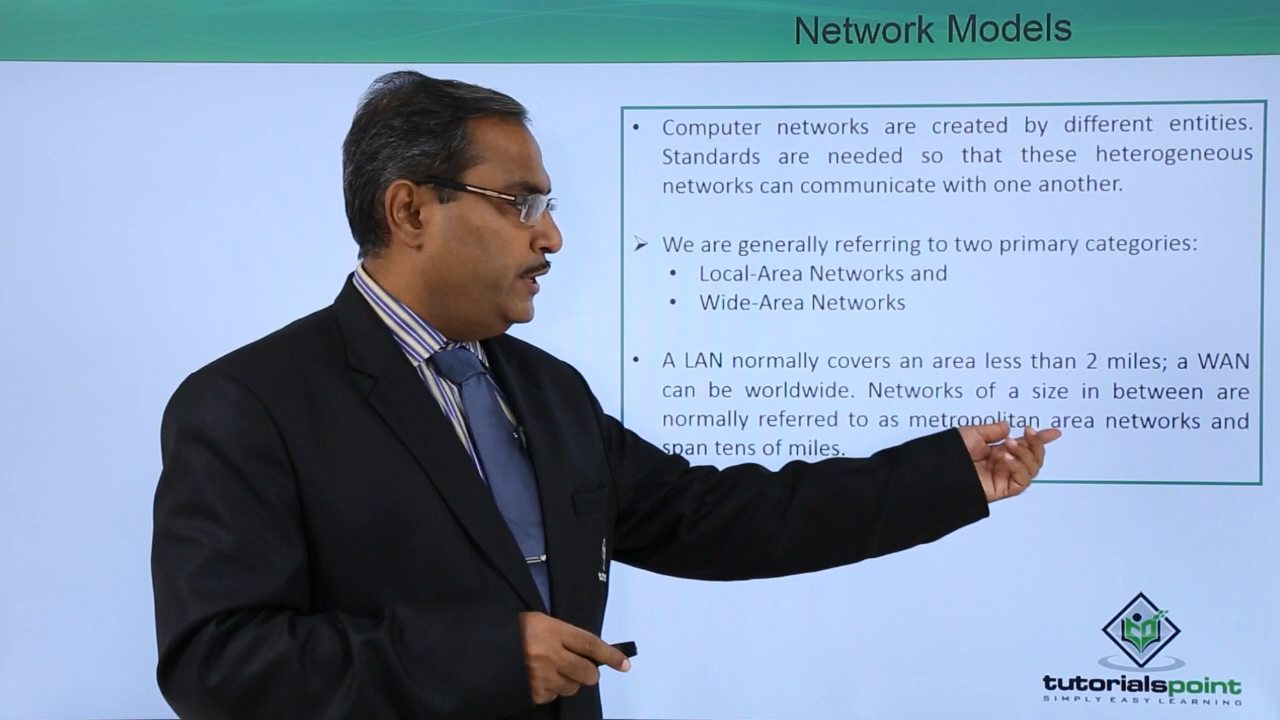 Network Models
• Computer networks are created by different entities.
Standards are needed so that these heterogeneous
networks can communicate with one another.
➢ We are generally referring to two primary categories:
• Local-Area Networks and
• Wide-Area Networks
• A LAN normally covers an area less than 2 miles; a WAN
can be worldwide. Networks of a size in between are
normally referred to as metropolitan area networks and
span tens of miles.
tutorialspoint
SIMPLY EASY LEARNING